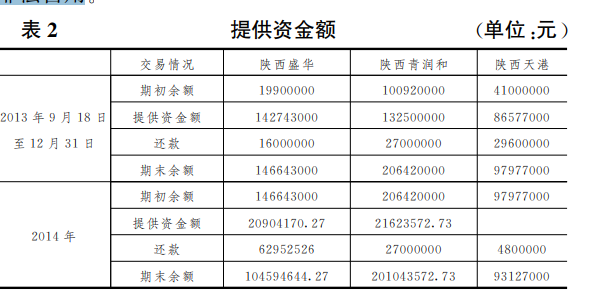 表 2 提供资金额 (单位:元)
交易情况 陕西盛华 陕西青润和 陕西天港
2013 年 9 月 18 日至 12 月 31 日 期初余额 19900000 100920000 41000000
提供资金额 142743000 132500000 86577000
还款 16000000 27000000 29600000
期末余额 146643000 206420000 97977000
2014 年 期初余额 146643000 206420000 97977000
提供资金额 20904170.27 21623572.73
还款 62952526 27000000 4800000
期末余额 104594644.27 201043572.73 93127000